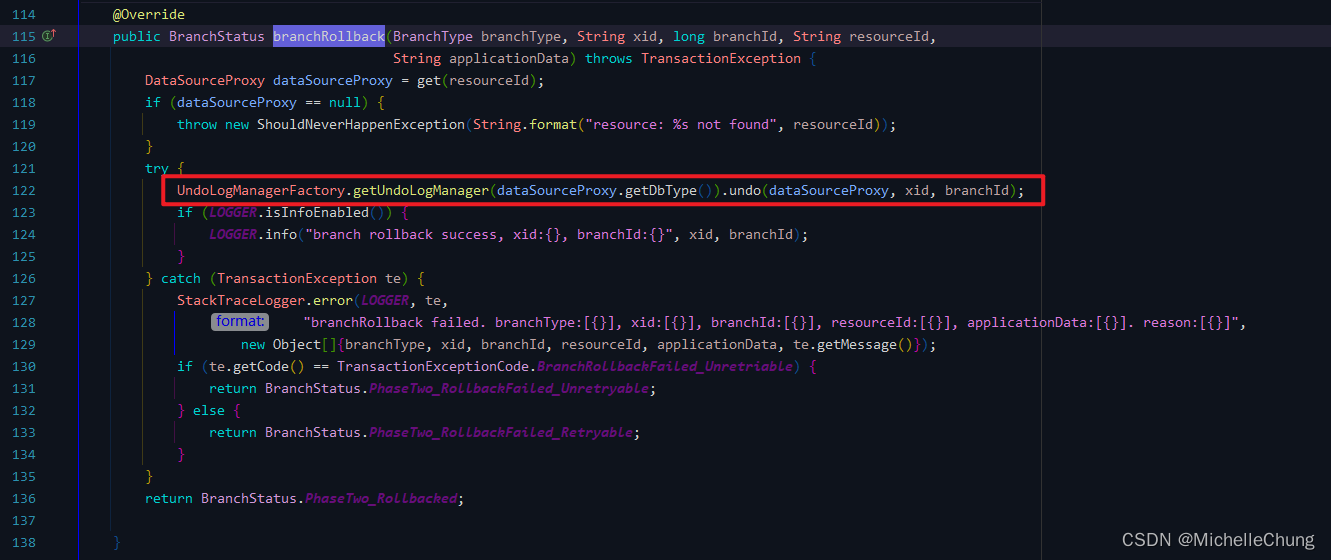 114 @Override
115 public BranchStatus branchRollback(BranchType branchType, String xid, long branchId, String resourceId,
116 String applicationData) throws TransactionException {
117 DataSourceProxy dataSourceProxy = get(resourceId);
118 if (dataSourceProxy == null) {
119 throw new ShouldNeverHappenException(String.format("resource: %s not found", resourceId));
120 }
121 try {
122 UndoLogManagerFactory.getUndoLogManager(dataSourceProxy.getDbType()).undo(dataSourceProxy, xid, branchId);
123 if (LOGGER.isInfoEnabled()) {
124 LOGGER.info("branch rollback success, xid:{}, branchId:{}", xid, branchId);
125 }
126 } catch (TransactionException te) {
127 StackTraceLogger.error(LOGGER, te,
128 format: "branchRollback failed. branchType:[{}], xid:[{}], branchId:[{}], resourceId:[{}], applicationData:[{}]. reason:[{}]",
129 new Object[]{branchType, xid, branchId, resourceId, applicationData, te.getMessage()});
130 if (te.getCode() == TransactionExceptionCode.BranchRollbackFailed_Unretriable) {
131 return BranchStatus.PhaseTwo_RollbackFailed_Unretryable;
132 } else {
133 return BranchStatus.PhaseTwo_RollbackFailed_Retryable;
134 }
135 }
136 return BranchStatus.PhaseTwo_Rollbacked;
137
138 }
CSDN @MichelleChung